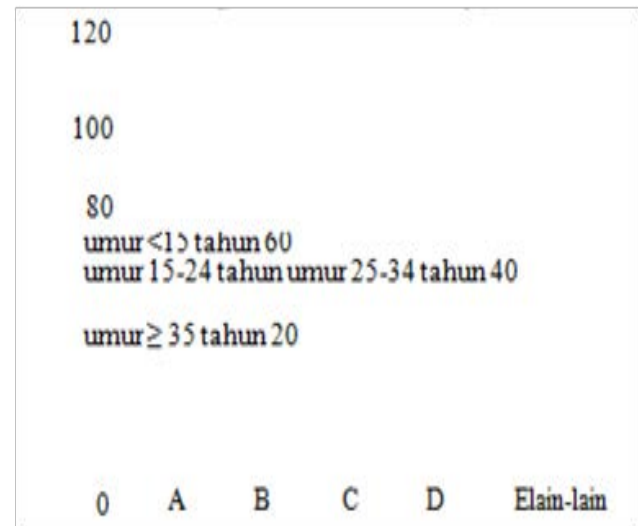 120
100
80
umur <15 tahun 60
umur 15-24 tahun umur 25-34 tahun 40
umur ≥ 35 tahun 20
0 A B C D Elain-lain